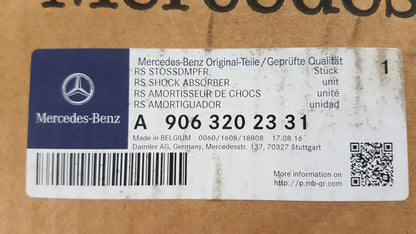 Mercedes
Mercedes-Benz
Mercedes-Benz Original-Teile/Geprüfte Qualität
RS STOSSDMPFR. Stück 1
RS SHOCK ABSORBER unit
RS AMORTISSEUR DE CHOCS unité
RS AMORTIGUADOR unidad
A 906 320 23 31
Made in BELGIUM 0060/1608/18808 17.08.16
Daimler AG, Germany, Mercedesstr. 137, 70327 Stuttgart
More information on
http://p.mb-qr.com/